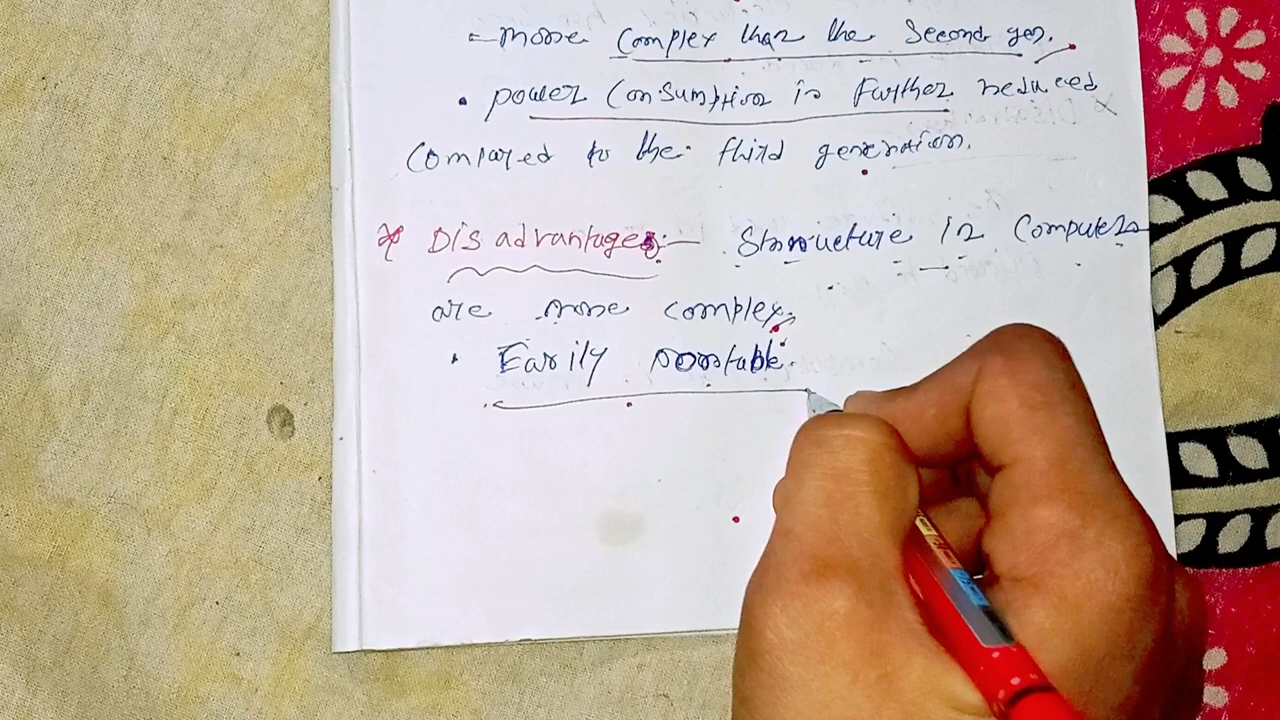 - more complex than the second gen.
• power consumption is further reduced
compared to the third generation.
* Disadvantages:- Structure in computers
are more complex.
• Easily portable.